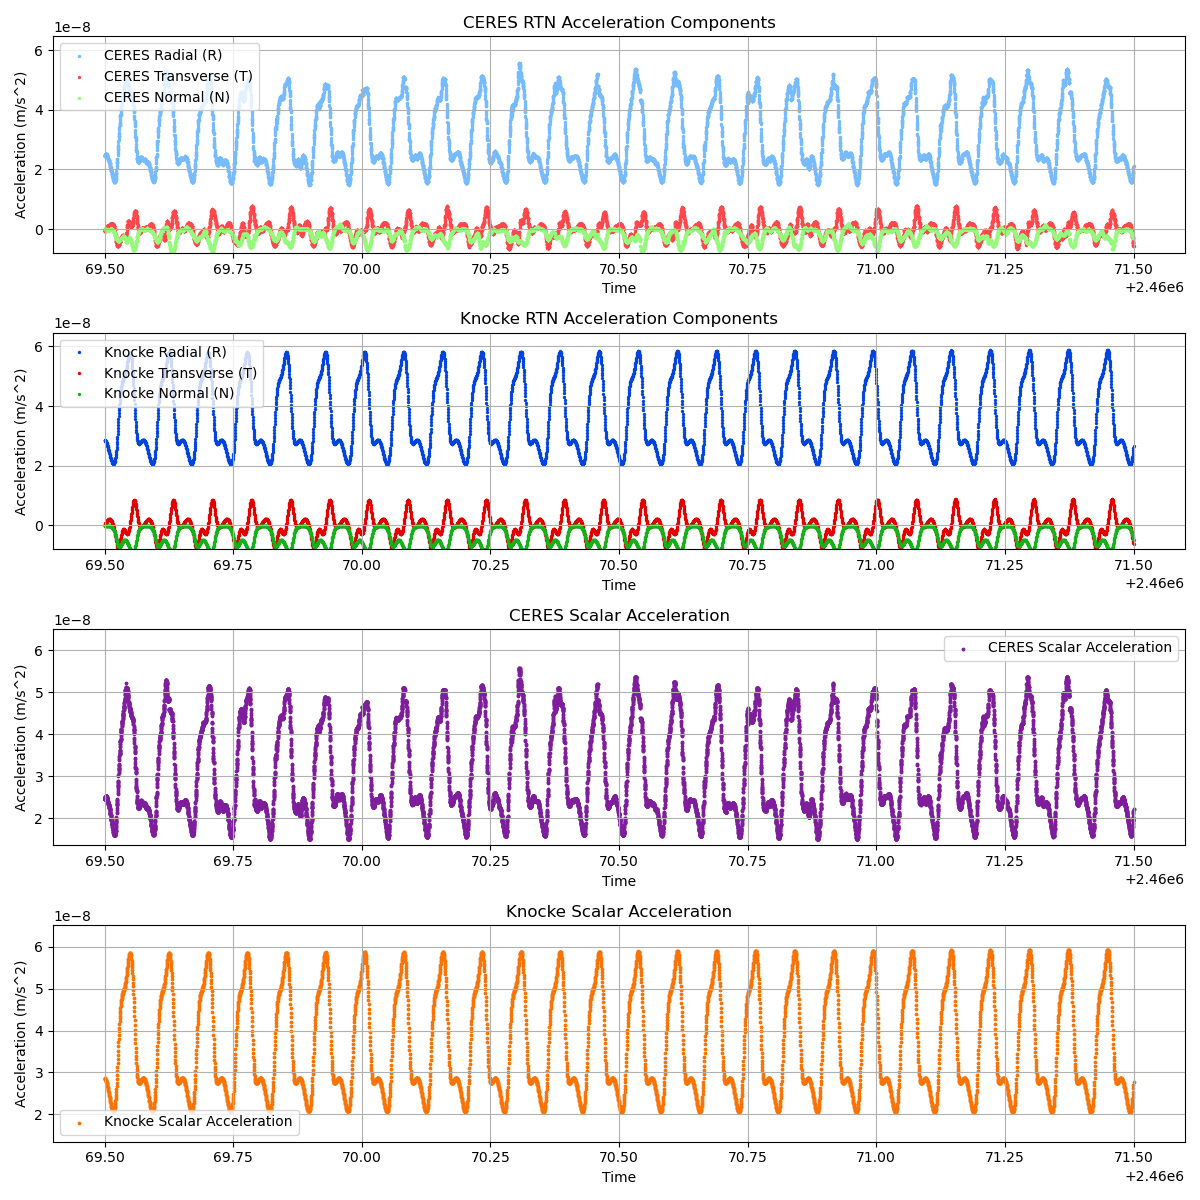 CERES RTN Acceleration Components
1e−8
CERES Radial (R)
CERES Transverse (T)
CERES Normal (N)
Acceleration (m/s^2)
6
4
2
0
69.50 69.75 70.00 70.25 70.50 70.75 71.00 71.25 71.50
Time
+2.46e6
Knocke RTN Acceleration Components
1e−8
Knocke Radial (R)
Knocke Transverse (T)
Knocke Normal (N)
Acceleration (m/s^2)
6
4
2
0
69.50 69.75 70.00 70.25 70.50 70.75 71.00 71.25 71.50
Time
+2.46e6
CERES Scalar Acceleration
1e−8
CERES Scalar Acceleration
Acceleration (m/s^2)
6
5
4
3
2
69.50 69.75 70.00 70.25 70.50 70.75 71.00 71.25 71.50
Time
+2.46e6
Knocke Scalar Acceleration
1e−8
Acceleration (m/s^2)
6
5
4
3
2
Knocke Scalar Acceleration
69.50 69.75 70.00 70.25 70.50 70.75 71.00 71.25 71.50
Time
+2.46e6